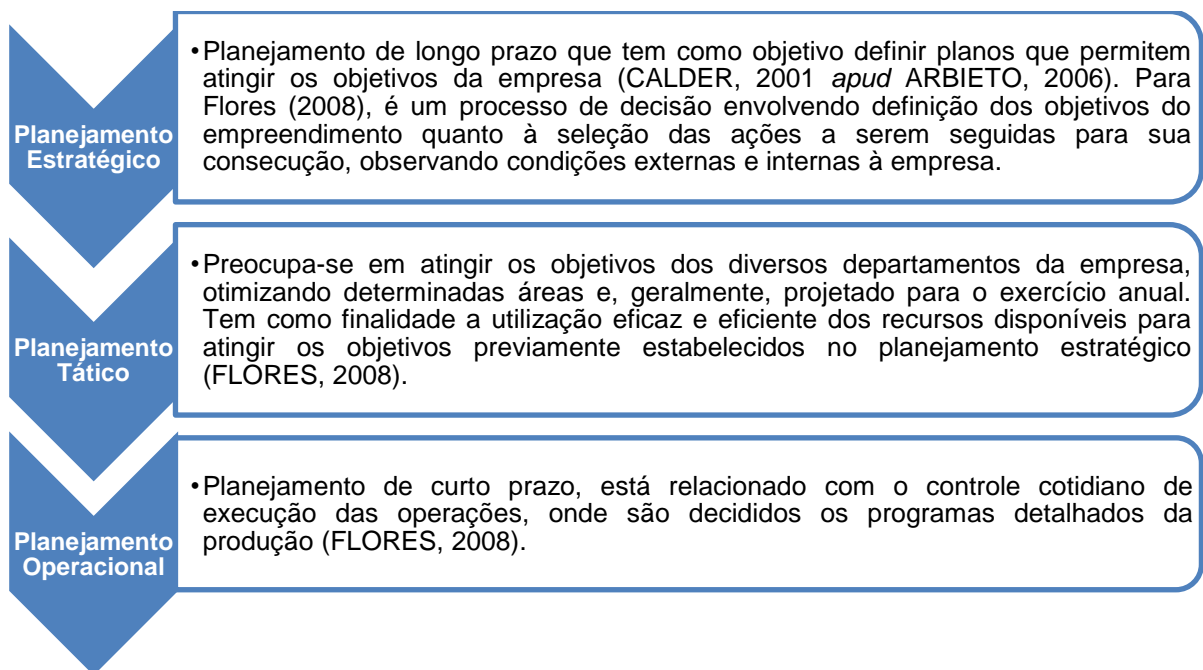 Planejamento
Estratégico
•Planejamento de longo prazo que tem como objetivo definir planos que permitem
atingir os objetivos da empresa (CALDER, 2001 apud ARBIETO, 2006). Para
Flores (2008), é um processo de decisão envolvendo definição dos objetivos do
empreendimento quanto à seleção das ações a serem seguidas para sua
consecução, observando condições externas e internas à empresa.
Planejamento
Tático
•Preocupa-se em atingir os objetivos dos diversos departamentos da empresa,
otimizando determinadas áreas e, geralmente, projetado para o exercício anual.
Tem como finalidade a utilização eficaz e eficiente dos recursos disponíveis para
atingir os objetivos previamente estabelecidos no planejamento estratégico
(FLORES, 2008).
Planejamento
Operacional
•Planejamento de curto prazo, está relacionado com o controle cotidiano de
execução das operações, onde são decididos os programas detalhados da
produção (FLORES, 2008).